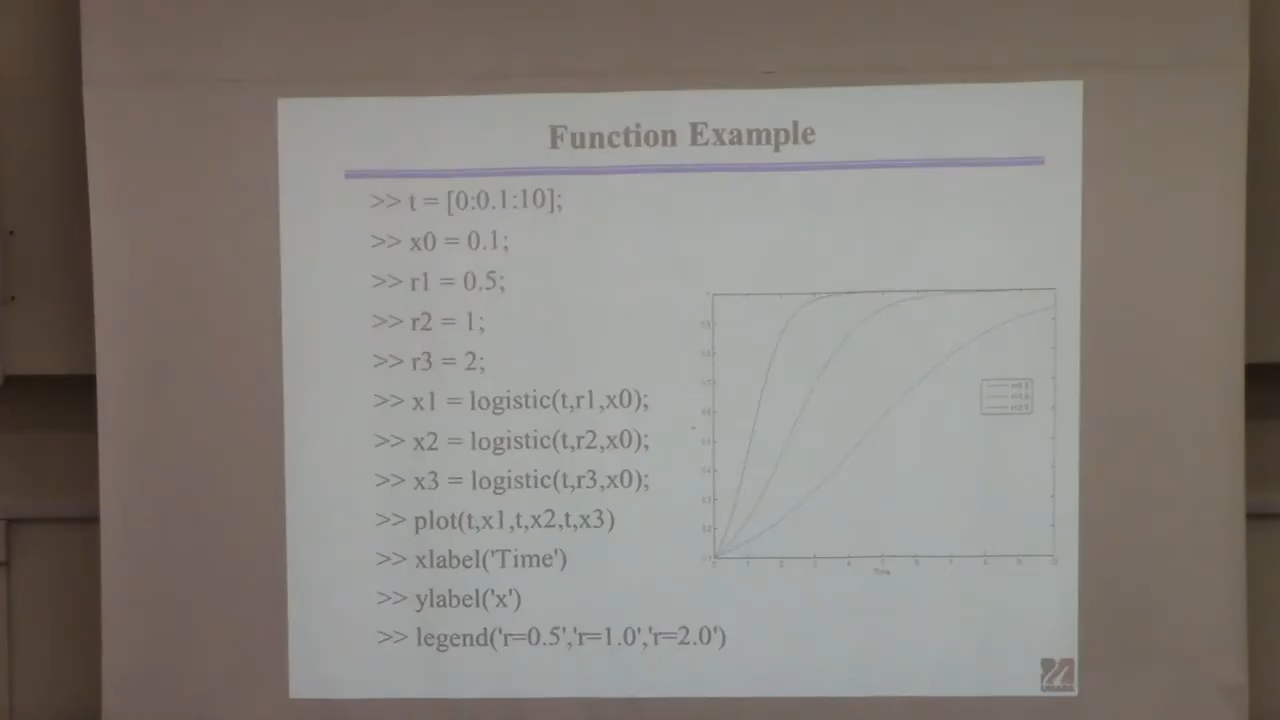 Function Example
>> t = [0:0.1:10];
>> x0 = 0.1;
>> r1 = 0.5;
>> r2 = 1;
>> r3 = 2;
>> x1 = logistic(t,r1,x0);
>> x2 = logistic(t,r2,x0);
>> x3 = logistic(t,r3,x0);
>> plot(t,x1,t,x2,t,x3)
>> xlabel('Time')
>> ylabel('x')
>> legend('r=0.5','r=1.0','r=2.0')
Time